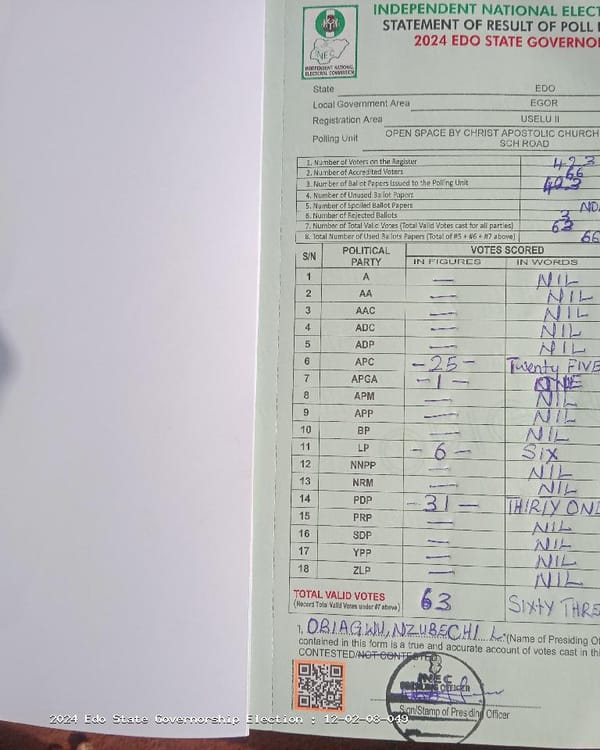 INDEPENDENT NATIONAL ELEC
STATEMENT OF RESULT OF POLL
2024 EDO STATE GOVERNO
INEC
INDEPENDENT NATIONAL
ELECTORAL COMMISSION
State EDO
Local Government Area EGOR
Registration Area USELU II
Polling Unit OPEN SPACE BY CHRIST APOSTOLIC CHURCH
SCH ROAD
1. Number of Voters on the Register 423
2. Number of Accredited Voters 66
3. Number of Ballot Papers Issued to the Polling Unit 423
4. Number of Unused Ballot Papers
5. Number of Spoiled Ballot Papers
6. Number of Rejected Ballots 3
7. Number of Total Valid Votes (Total Valid Votes cast for all parties) 63
8. Total Number of Used Ballots Papers (Total of #5 + #6 + #7 above) 66
S/N POLITICAL PARTY VOTES SCORED
IN FIGURES IN WORDS
1 A — NIL
2 AA — NIL
3 AAC — NIL
4 ADC — NIL
5 ADP — NIL
6 APC -25- Twenty FIVE
7 APGA -1- ONE
8 APM — NIL
9 APP — NIL
10 BP — NIL
11 LP -6- SIX
12 NNPP — NIL
13 NRM — NIL
14 PDP -31- THIRTY ONE
15 PRP — NIL
16 SDP — NIL
17 YPP — NIL
18 ZLP — NIL
TOTAL VALID VOTES 63 SIXTY THRE
(Record Total Valid Votes under #7 above)
I, OBIAGWU, NZUBECHI L. (Name of Presiding Of
contained in this form is a true and accurate account of votes cast in thi
CONTESTED/NOT CONTESTED
INEC
PRESIDING OFFICER
Sign/Stamp of Presiding Officer
2024 Edo State Governorship Election : 12-02-08-049